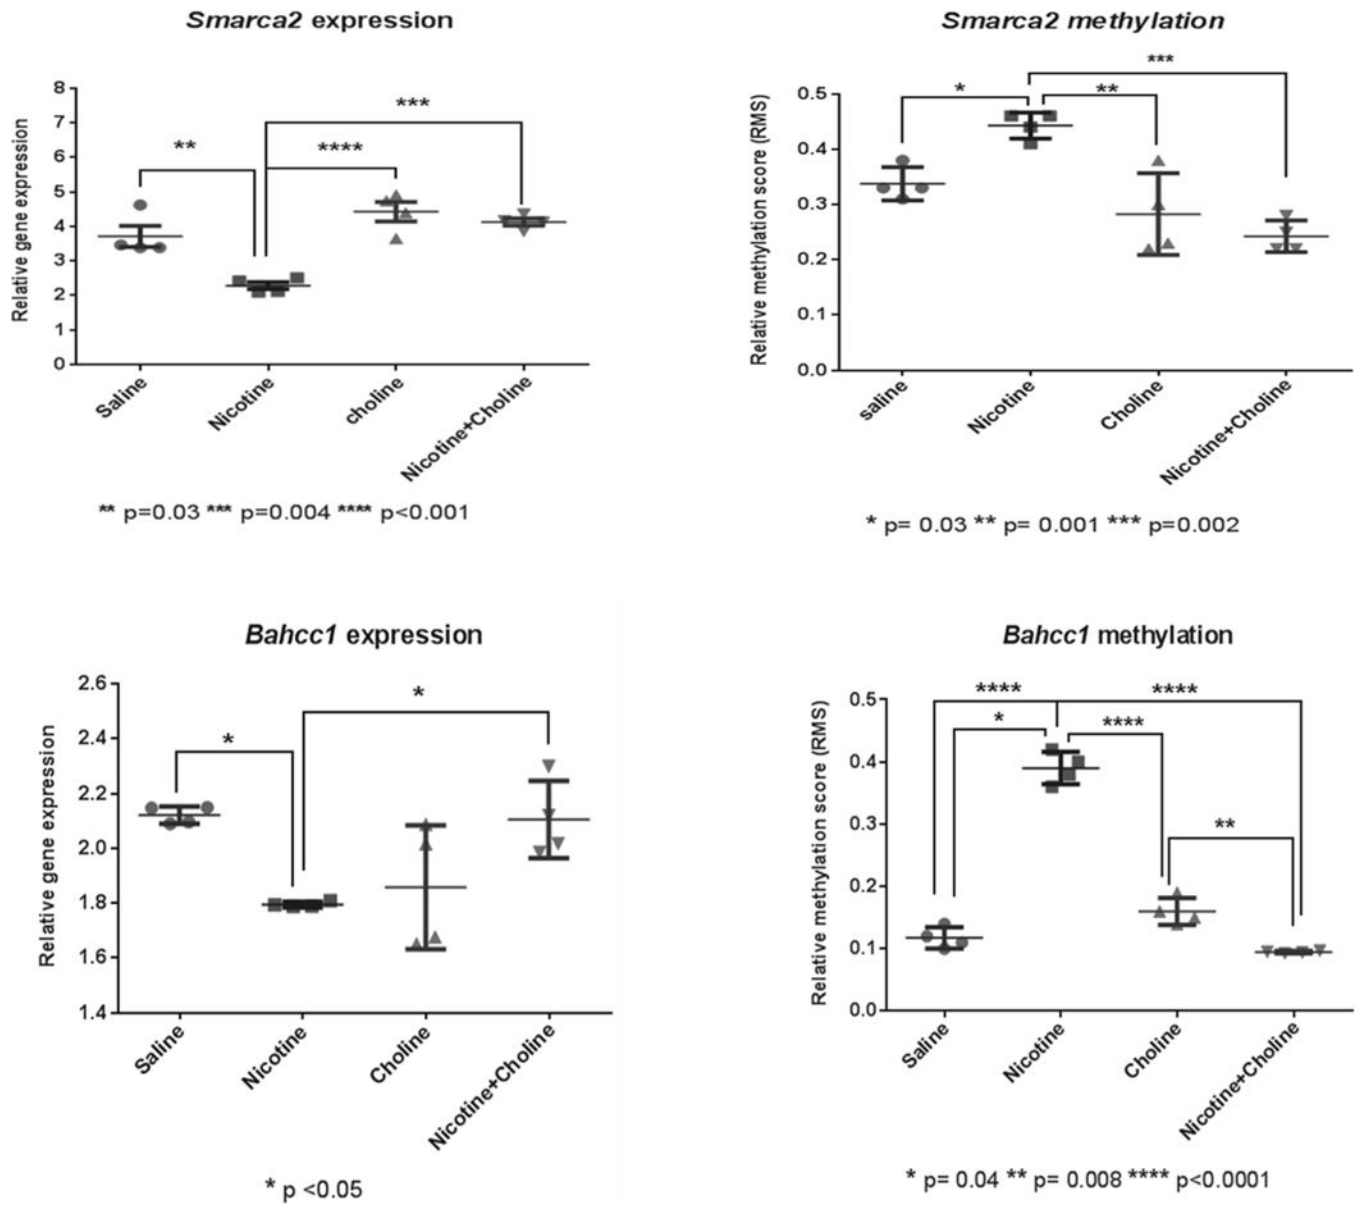 Smarca2 expression
***
**
****
Relative gene expression
8
7
6
5
4
3
2
1
0
Saline
Nicotine
choline
Nicotine+Choline
** p=0.03 *** p=0.004 **** p<0.001
Smarca2 methylation
***
*
**
Relative methylation score (RMS)
0.5
0.4
0.3
0.2
0.1
0.0
saline
Nicotine
Choline
Nicotine+Choline
* p= 0.03 ** p= 0.001 *** p=0.002
Bahcc1 expression
*
*
Relative gene expression
2.6
2.4
2.2
2.0
1.8
1.6
1.4
Saline
Nicotine
Choline
Nicotine+Choline
* p <0.05
Bahcc1 methylation
**** ****
* ****
**
Relative methylation score (RMS)
0.5
0.4
0.3
0.2
0.1
0.0
Saline
Nicotine
Choline
Nicotine+Choline
* p= 0.04 ** p= 0.008 **** p<0.0001